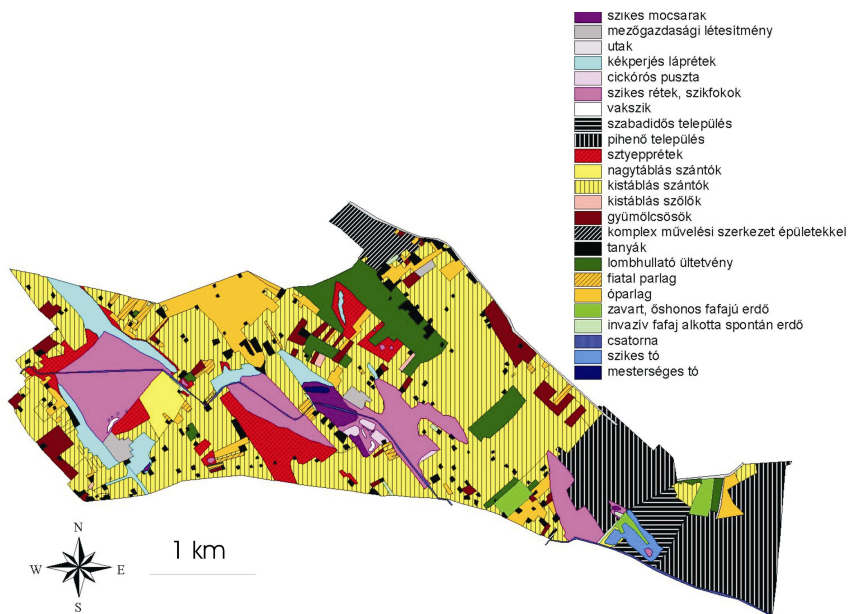 szikes mocsarak
mezőgazdasági létesítmény
utak
kékperjés láprétek
cickórós puszta
szikes rétek, szikfokok
vakszik
szabadidős település
pihenő település
sztyepprétek
nagytáblás szántók
kistáblás szántók
kistáblás szőlők
gyümölcsösök
komplex művelési szerkezet épületekkel
tanyák
lombhullató ültetvény
fiatal parlag
óparlag
zavart, őshonos fafajú erdő
invazív fafaj alkotta spontán erdő
csatorna
szikes tó
mesterséges tó
N
W
E
S
1 km